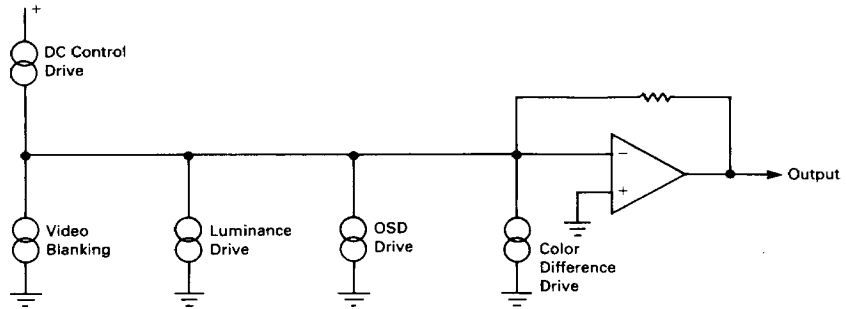 +
DC Control
Drive
−
+
Output
Video
Blanking
Luminance
Drive
OSD
Drive
Color
Difference
Drive